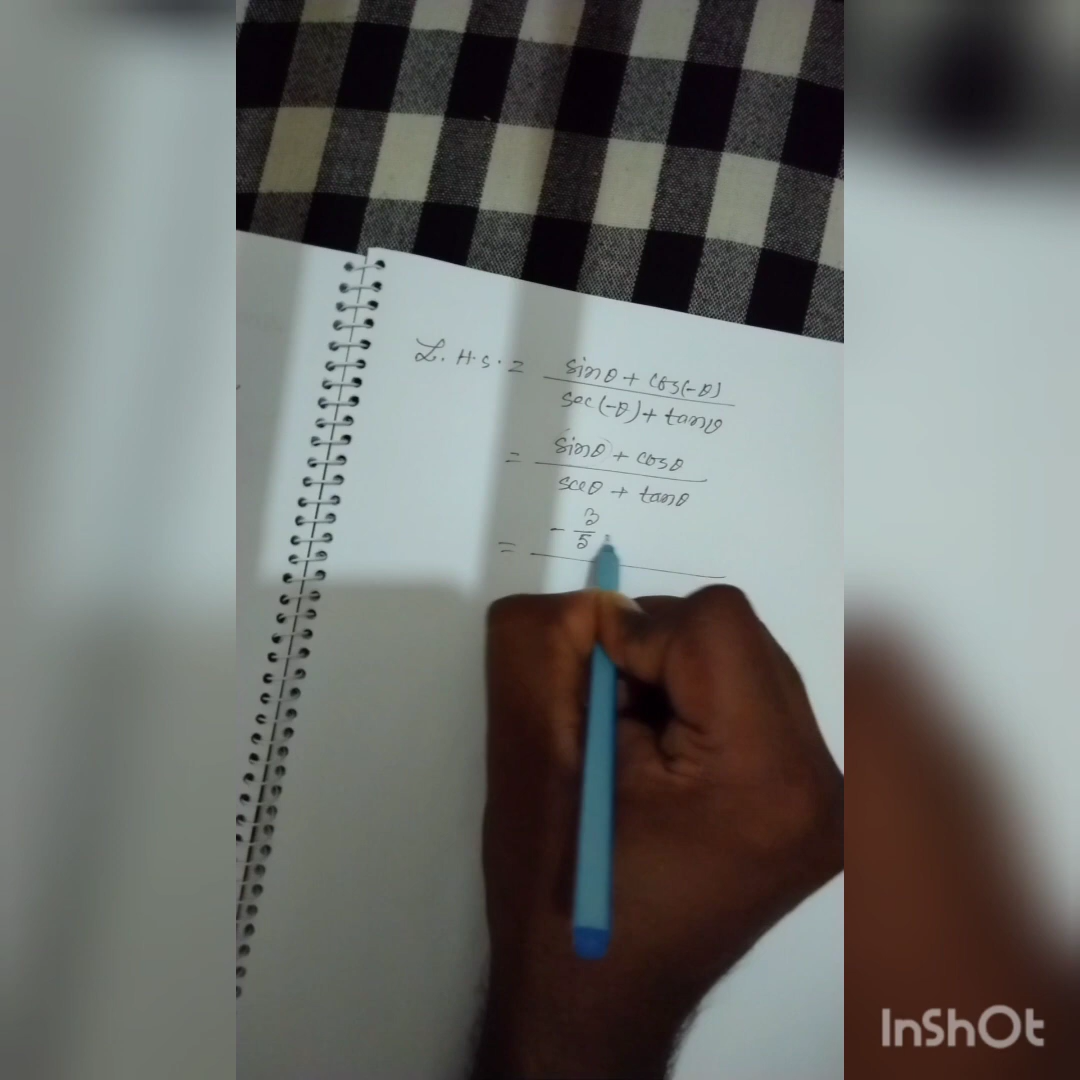 L.H.S. = (sinθ + cos(-θ)) / (sec(-θ) + tanθ)
= (sinθ + cosθ) / (secθ + tanθ)
= - 3/5
InShOt